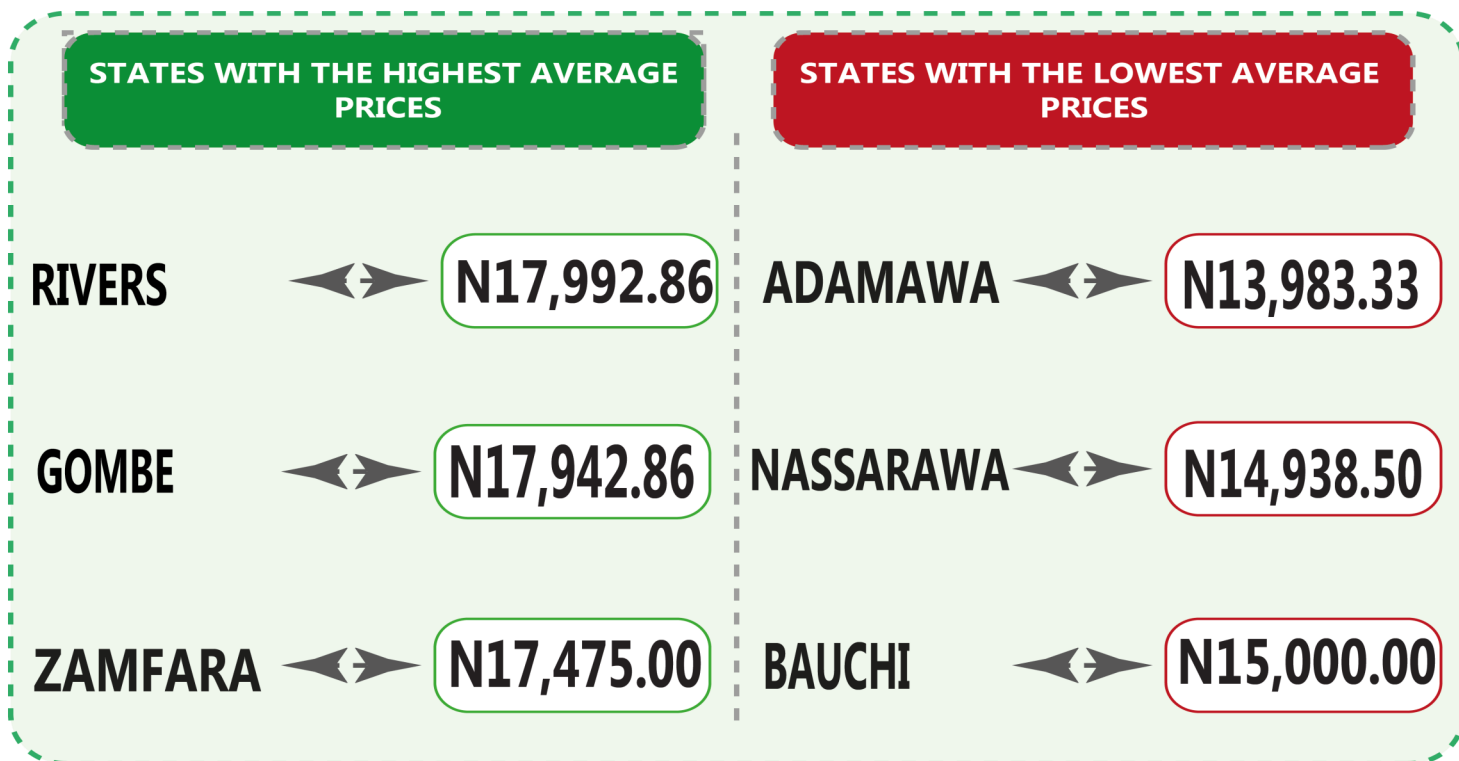 STATES WITH THE HIGHEST AVERAGE
PRICES
RIVERS N17,992.86
GOMBE N17,942.86
ZAMFARA N17,475.00
STATES WITH THE LOWEST AVERAGE
PRICES
ADAMAWA N13,983.33
NASSARAWA N14,938.50
BAUCHI N15,000.00